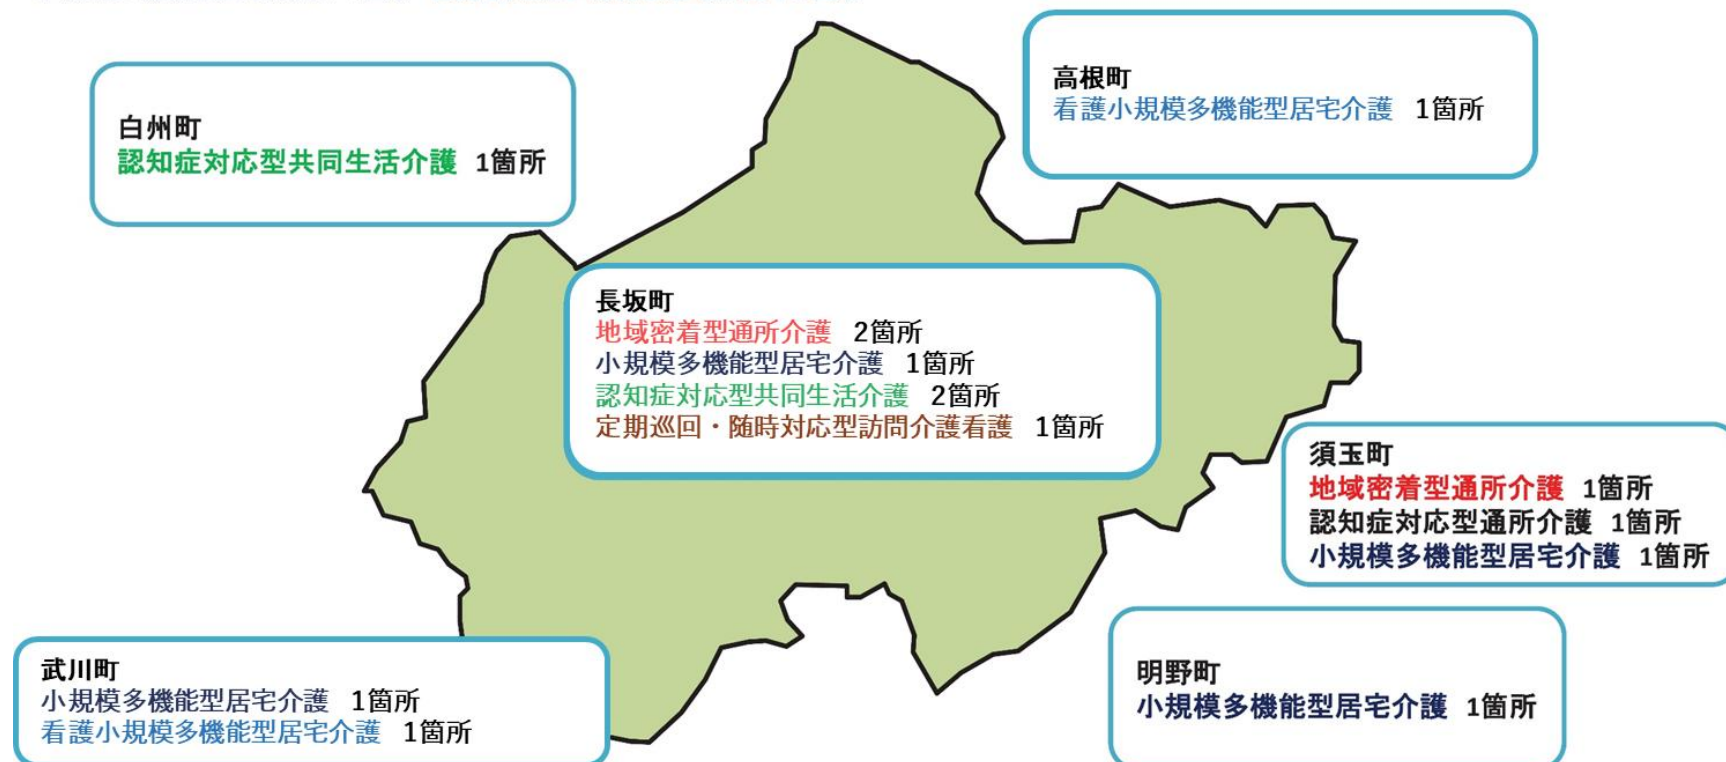 高根町
看護小規模多機能型居宅介護 1箇所
白州町
認知症対応型共同生活介護 1箇所
長坂町
地域密着型通所介護 2箇所
小規模多機能型居宅介護 1箇所
認知症対応型共同生活介護 2箇所
定期巡回・随時対応型訪問介護看護 1箇所
須玉町
地域密着型通所介護 1箇所
認知症対応型通所介護 1箇所
小規模多機能型居宅介護 1箇所
武川町
小規模多機能型居宅介護 1箇所
看護小規模多機能型居宅介護 1箇所
明野町
小規模多機能型居宅介護 1箇所